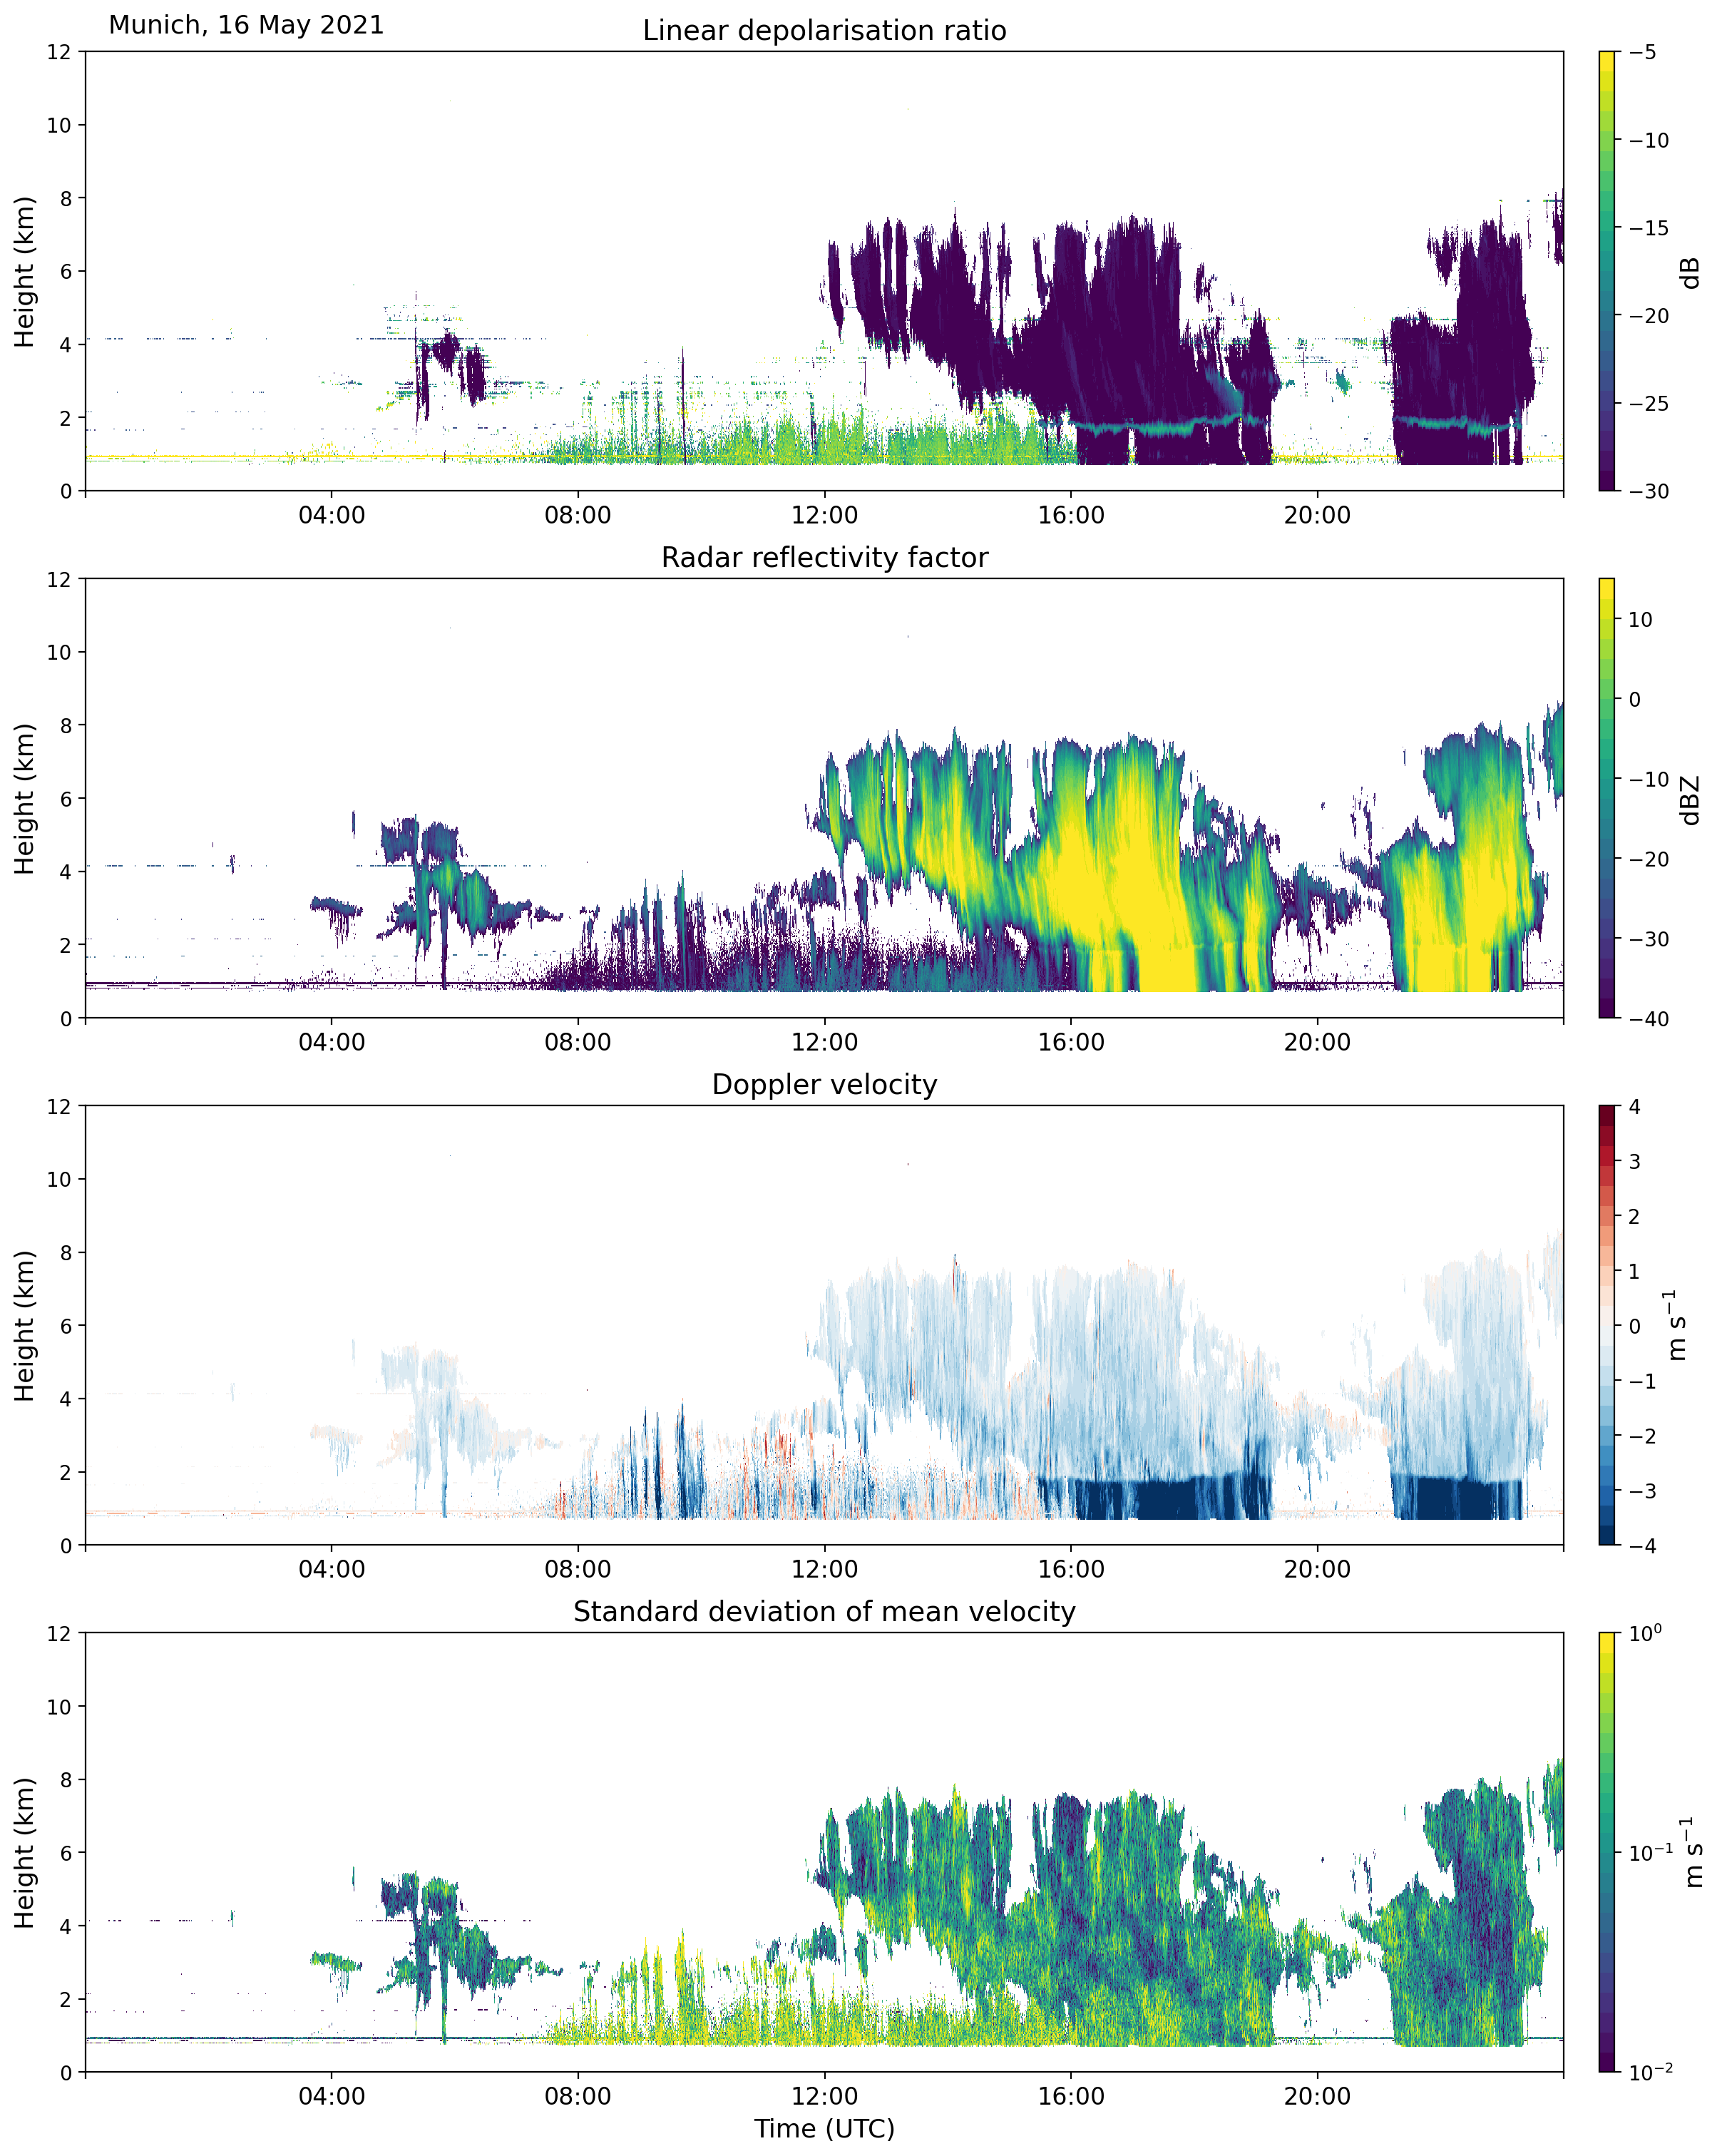 Munich, 16 May 2021
Linear depolarisation ratio
12
10
8
6
4
2
0
Height (km)
04:00 08:00 12:00 16:00 20:00
−5
−10
−15
−20
−25
−30
dB
Radar reflectivity factor
12
10
8
6
4
2
0
Height (km)
04:00 08:00 12:00 16:00 20:00
10
0
−10
−20
−30
−40
dBZ
Doppler velocity
12
10
8
6
4
2
0
Height (km)
04:00 08:00 12:00 16:00 20:00
4
3
2
1
0
−1
−2
−3
−4
m s⁻¹
Standard deviation of mean velocity
12
10
8
6
4
2
0
Height (km)
04:00 08:00 12:00 16:00 20:00
Time (UTC)
10⁰
10⁻¹
10⁻²
m s⁻¹